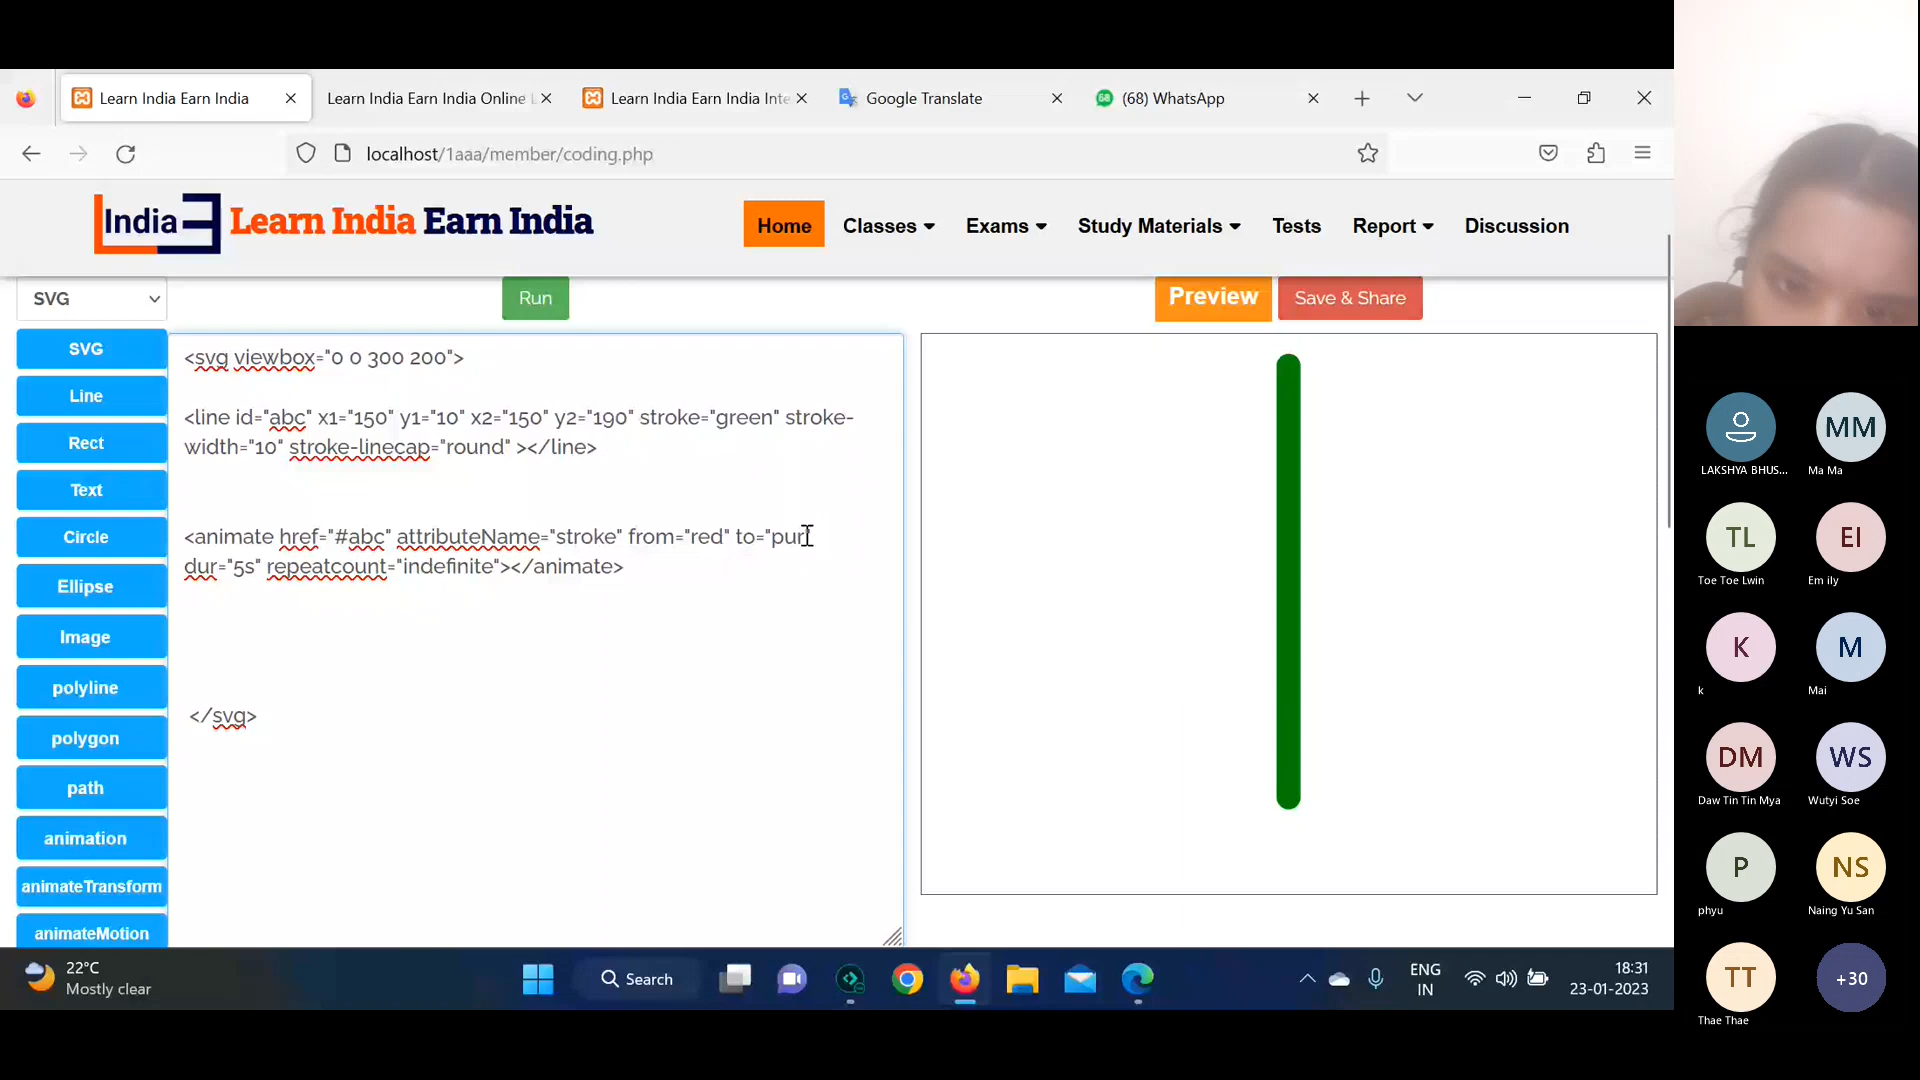 Learn India Earn India
Learn India Earn India Online
Learn India Earn India Inte
Google Translate
(68) WhatsApp
localhost/1aaa/member/coding.php
India
Learn India Earn India
Home
Classes
Exams
Study Materials
Tests
Report
Discussion
SVG
Run
Preview
Save & Share
SVG
Line
Rect
Text
Circle
Ellipse
Image
polyline
polygon
path
animation
animateTransform
animateMotion
<svg viewbox="0 0 300 200">
<line id="abc" x1="150" y1="10" x2="150" y2="190" stroke="green" stroke-
width="10" stroke-linecap="round" ></line>
<animate href="#abc" attributeName="stroke" from="red" to="pur
dur="5s" repeatcount="indefinite"></animate>
</svg>
MM
LAKSHYA BHUS...
Ma Ma
TL
EI
Toe Toe Lwin
Em ily
K
M
k
Mai
DM
WS
Daw Tin Tin Mya
Wutyi Soe
P
NS
phyu
Naing Yu San
TT
+30
Thae Thae
22°C
Mostly clear
Search
ENG
IN
18:31
23-01-2023